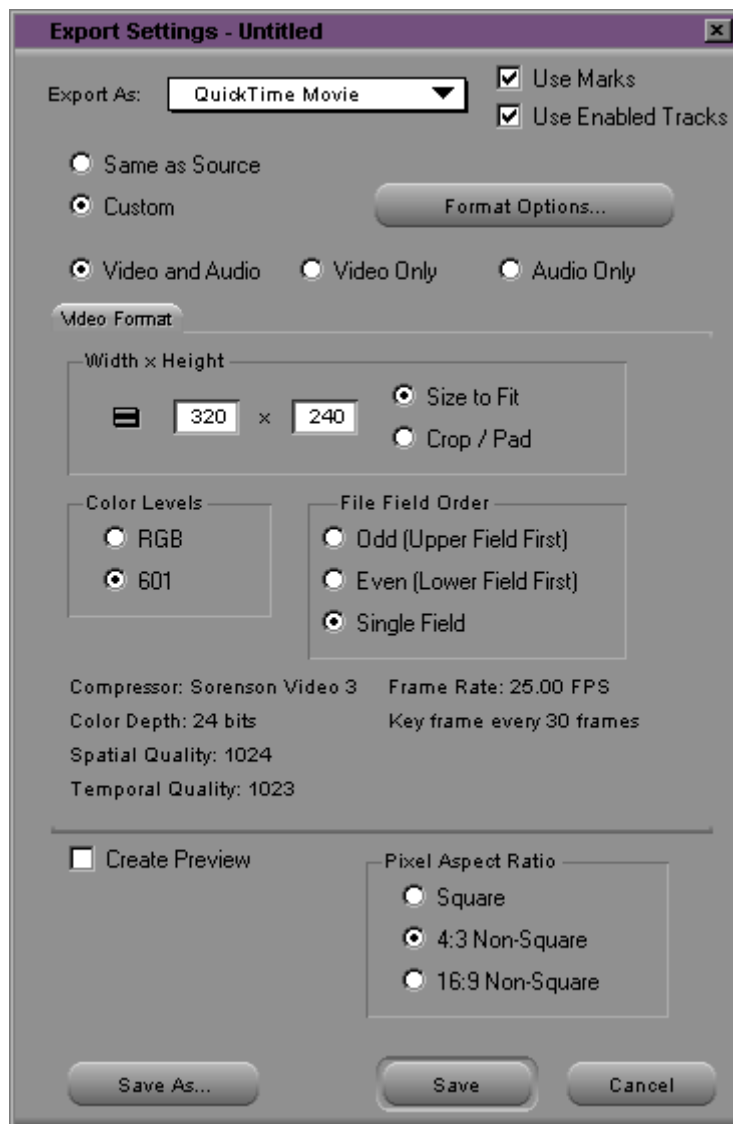 Export Settings - Untitled
Export As: QuickTime Movie
Use Marks
Use Enabled Tracks
Same as Source
Custom
Format Options...
Video and Audio Video Only Audio Only
Video Format
Width x Height
320 x 240
Size to Fit
Crop / Pad
Color Levels
RGB
601
File Field Order
Odd (Upper Field First)
Even (Lower Field First)
Single Field
Compressor: Sorenson Video 3 Frame Rate: 25.00 FPS
Color Depth: 24 bits Key frame every 30 frames
Spatial Quality: 1024
Temporal Quality: 1023
Create Preview
Pixel Aspect Ratio
Square
4:3 Non-Square
16:9 Non-Square
Save As... Save Cancel